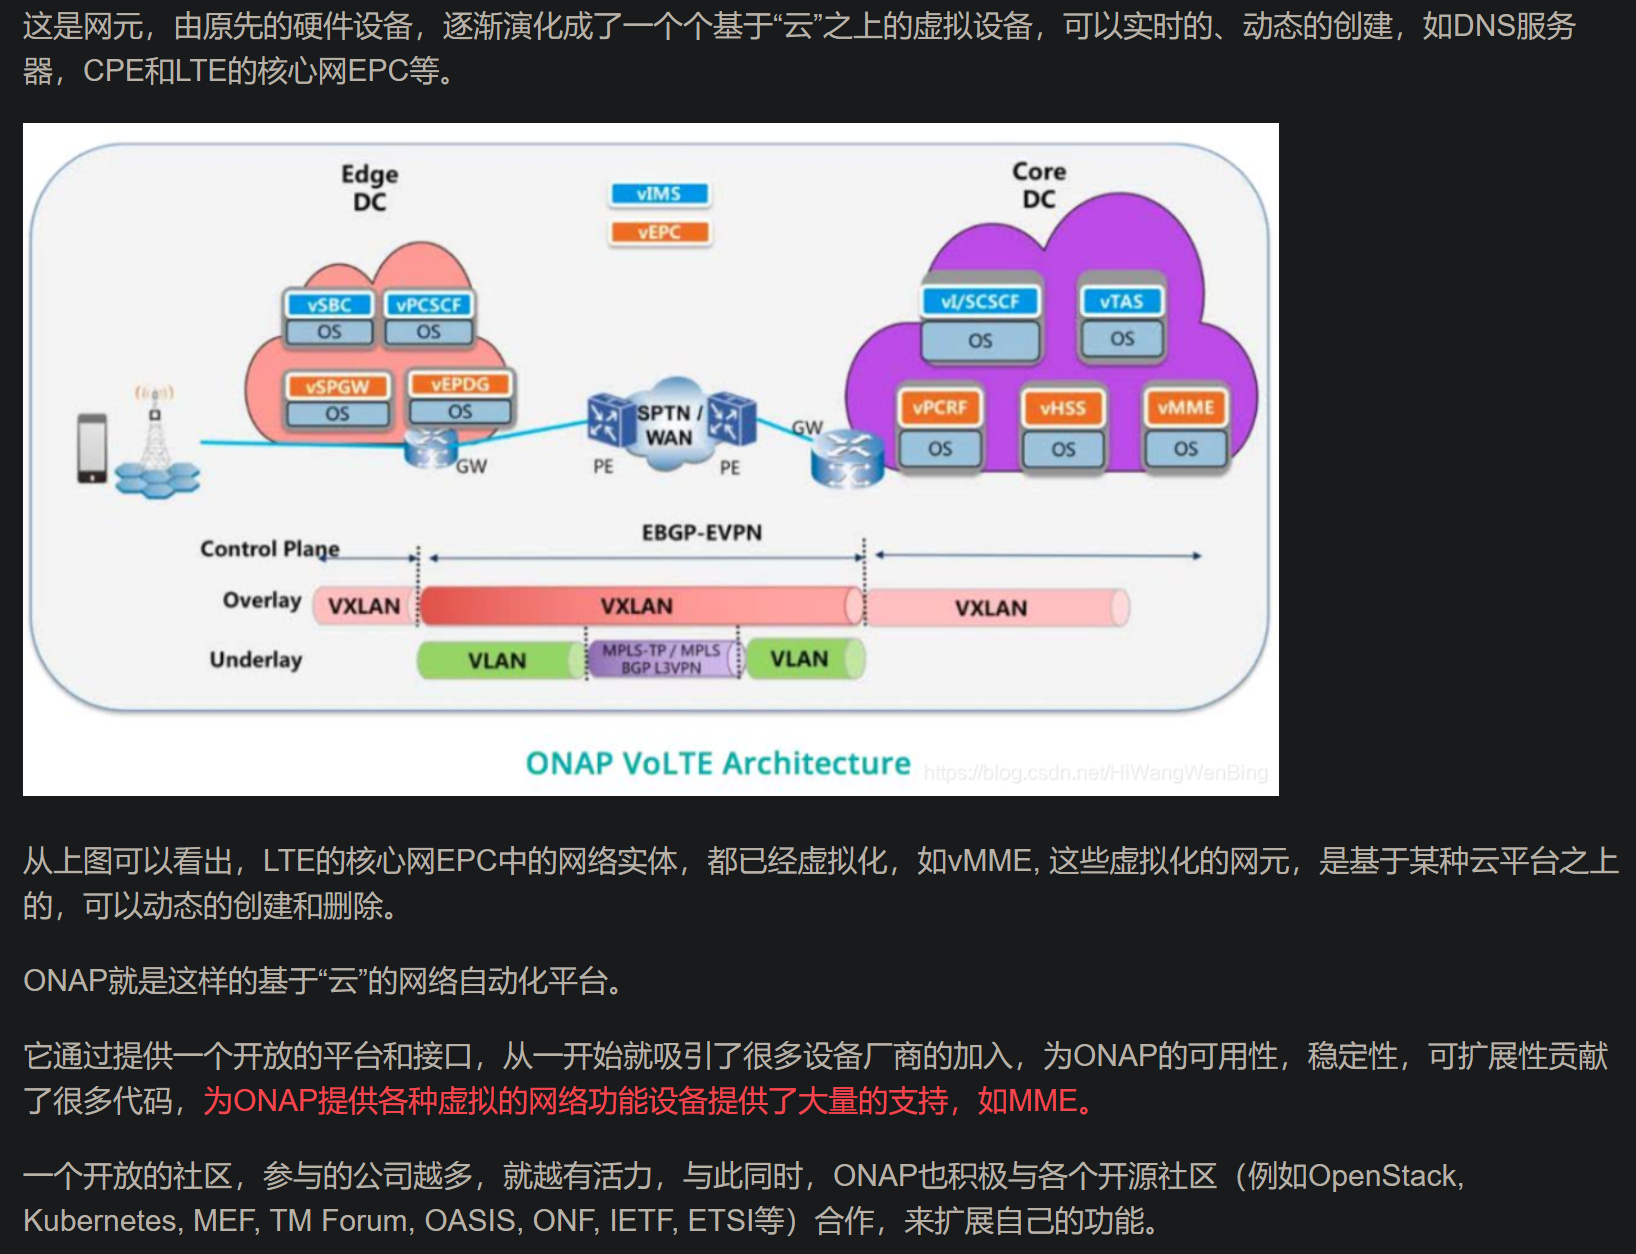 这是网元，由原先的硬件设备，逐渐演化成了一个个基于“云”之上的虚拟设备，可以实时的、动态的创建，如DNS服务
器，CPE和LTE的核心网EPC等。
Edge
DC
vIMS
vEPC
Core
DC
vSBC
OS
vPCSCF
OS
vSPGW
OS
vEPDG
OS
vI/SCSCF
OS
vTAS
OS
vPCRF
OS
vHSS
OS
vMME
OS
GW
PE
SPTN /
WAN
PE
GW
Control Plane
EBGP-EVPN
Overlay
VXLAN
VXLAN
VXLAN
Underlay
VLAN
MPLS-TP / MPLS
BGP L3VPN
VLAN
ONAP VoLTE Architecture
https://blog.csdn.net/HiWangWenBing
从上图可以看出，LTE的核心网EPC中的网络实体，都已经虚拟化，如vMME, 这些虚拟化的网元，是基于某种云平台之上
的，可以动态的创建和删除。
ONAP就是这样的基于“云”的网络自动化平台。
它通过提供一个开放的平台和接口，从一开始就吸引了很多设备厂商的加入，为ONAP的可用性，稳定性，可扩展性贡献
了很多代码，为ONAP提供各种虚拟的网络功能设备提供了大量的支持，如MME。
一个开放的社区，参与的公司越多，就越有活力，与此同时，ONAP也积极与各个开源社区（例如OpenStack,
Kubernetes, MEF, TM Forum, OASIS, ONF, IETF, ETSI等）合作，来扩展自己的功能。